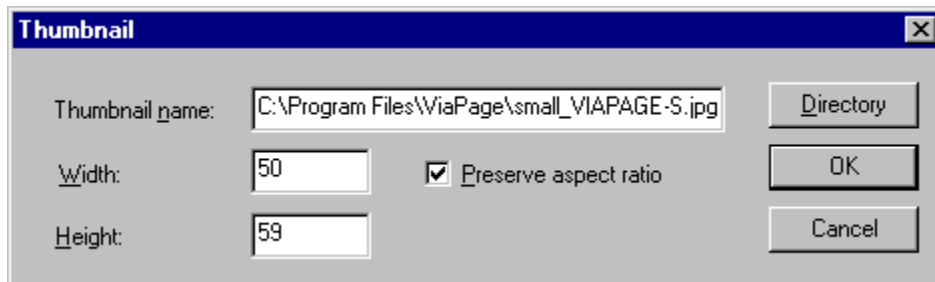 Thumbnail
Thumbnail name: C:\Program Files\ViaPage\small_VIAPAGE-S.jpg Directory
Width: 50 Preserve aspect ratio OK
Height: 59 Cancel